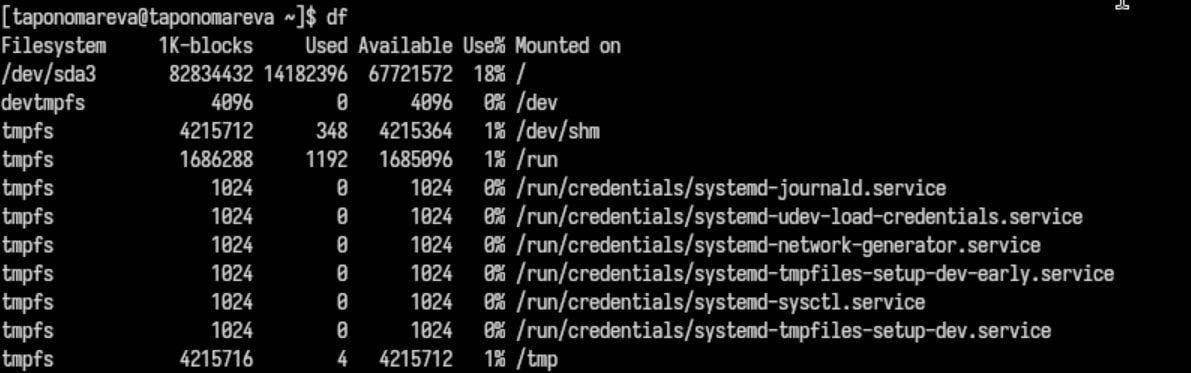 [taponomareva@taponomareva ~]$ df
Filesystem     1K-blocks     Used Available Use% Mounted on
/dev/sda3       82834432 14182396  67721572  18% /
devtmpfs            4096        0      4096   0% /dev
tmpfs            4215712      348   4215364   1% /dev/shm
tmpfs            1686288     1192   1685096   1% /run
tmpfs               1024        0      1024   0% /run/credentials/systemd-journald.service
tmpfs               1024        0      1024   0% /run/credentials/systemd-udev-load-credentials.service
tmpfs               1024        0      1024   0% /run/credentials/systemd-network-generator.service
tmpfs               1024        0      1024   0% /run/credentials/systemd-tmpfiles-setup-dev-early.service
tmpfs               1024        0      1024   0% /run/credentials/systemd-sysctl.service
tmpfs               1024        0      1024   0% /run/credentials/systemd-tmpfiles-setup-dev.service
tmpfs            4215716        4   4215712   1% /tmp